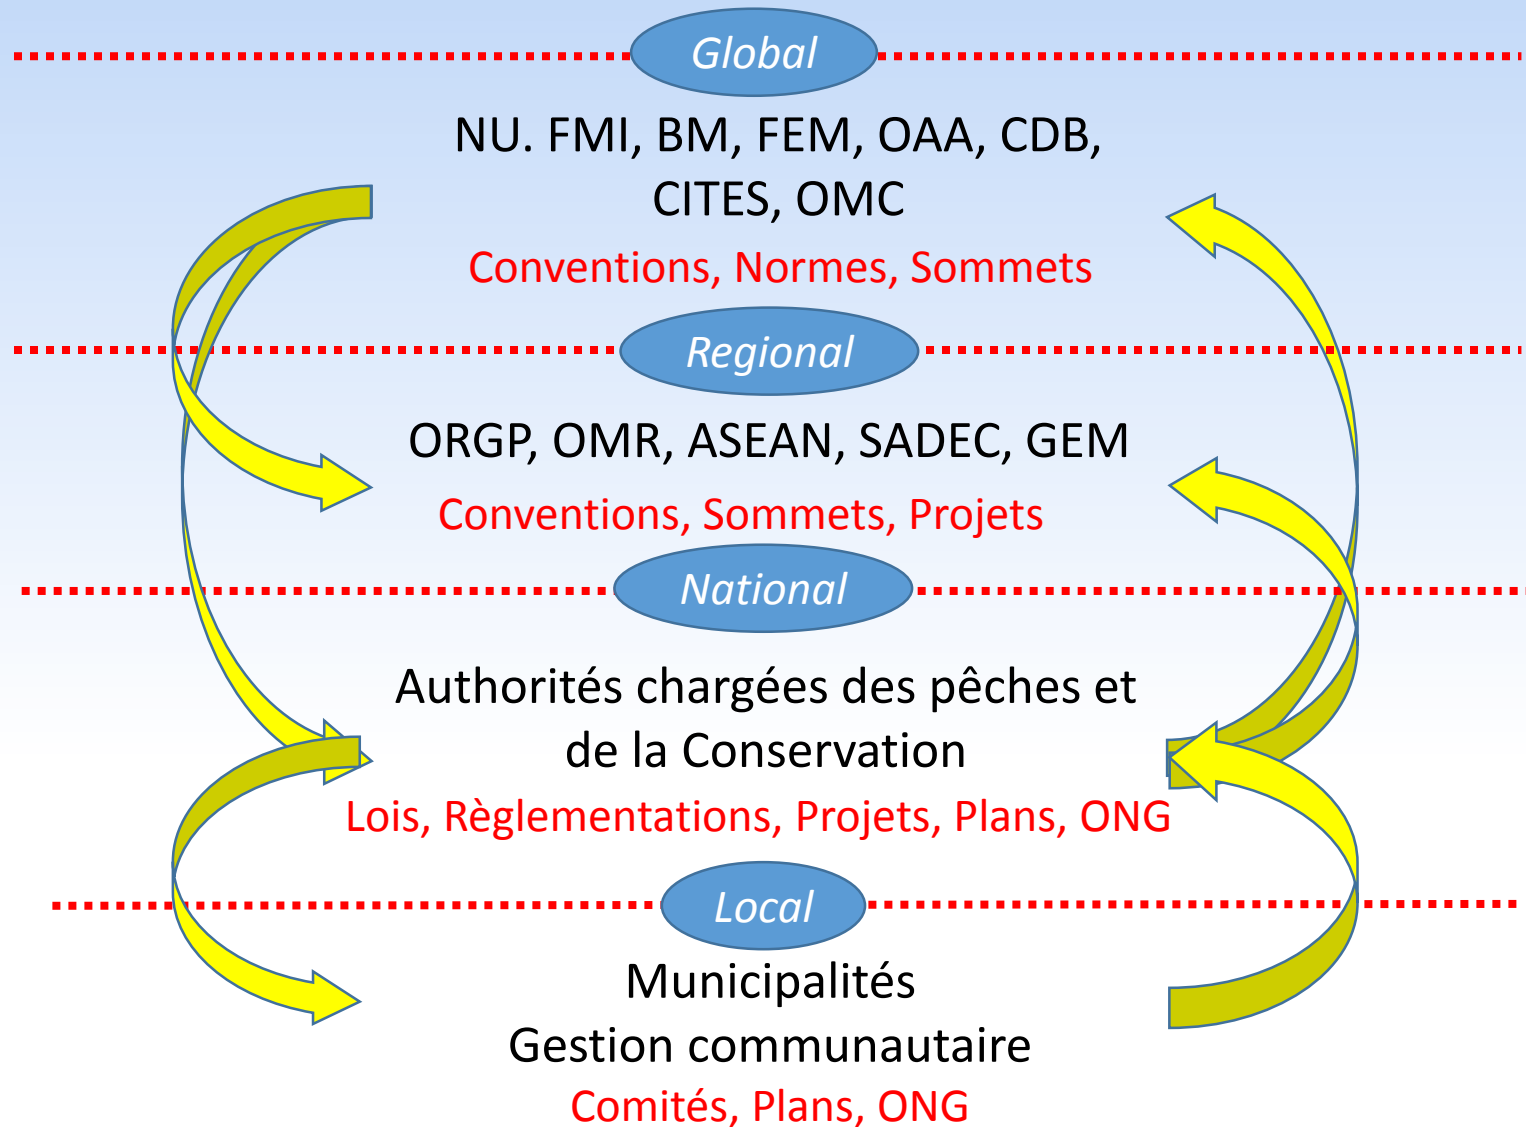 Global
NU. FMI, BM, FEM, OAA, CDB,
CITES, OMC
Conventions, Normes, Sommets
Regional
ORGP, OMR, ASEAN, SADEC, GEM
Conventions, Sommets, Projets
National
Authorités chargées des pêches et
de la Conservation
Lois, Règlementations, Projets, Plans, ONG
Local
Municipalités
Gestion communautaire
Comités, Plans, ONG